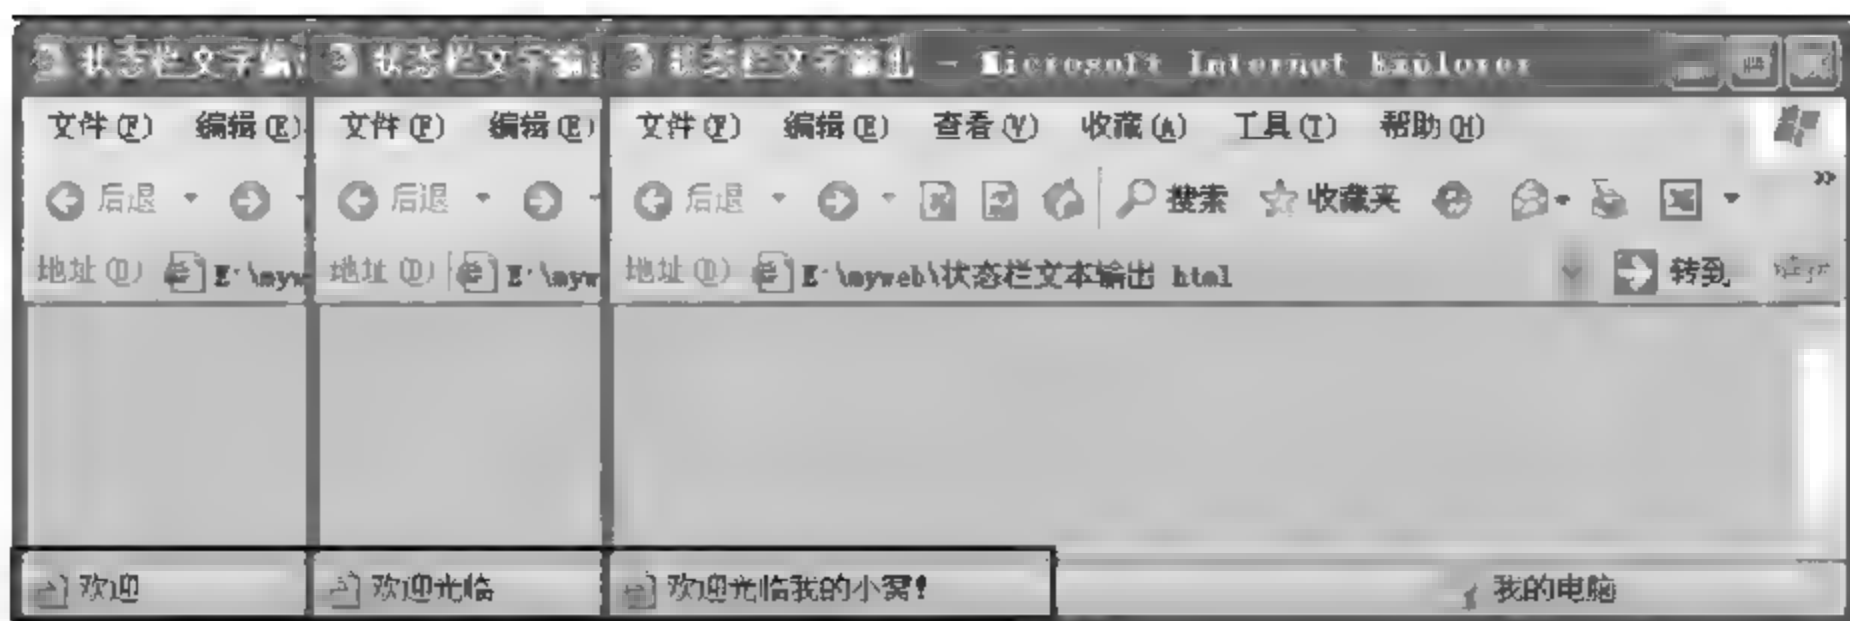 状态栏文字输 状态栏文字输 状态栏文字输出 - Microsoft Internet Explorer
文件(F) 编辑(E) 文件(F) 编辑(E) 文件(F) 编辑(E) 查看(V) 收藏(A) 工具(T) 帮助(H)
后退 后退 后退 搜索 收藏夹 »
地址(D) E:\myw 地址(D) E:\myw 地址(D) E:\myweb\状态栏文本输出.html 转到
欢迎 欢迎光临 欢迎光临我的小窝! 我的电脑